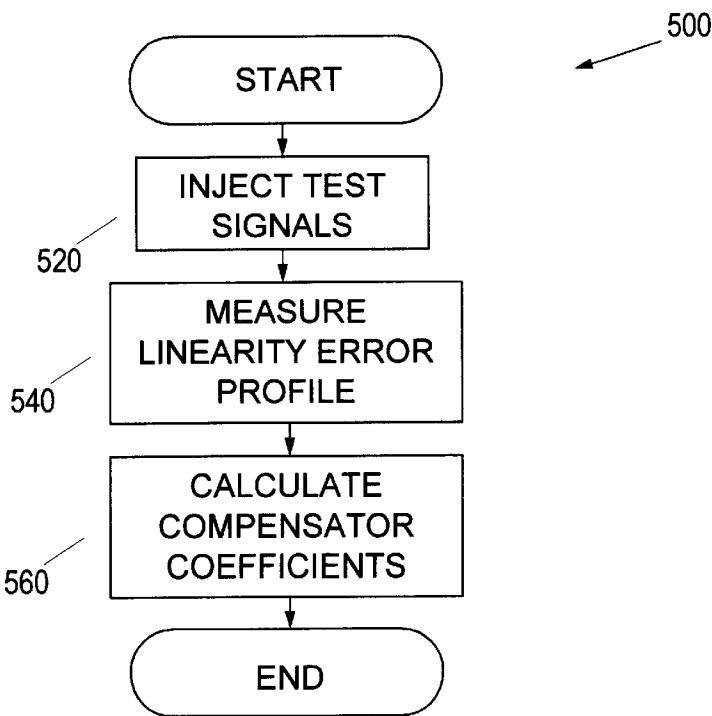 500
START
INJECT TEST
SIGNALS
520
MEASURE
LINEARITY ERROR
PROFILE
540
CALCULATE
COMPENSATOR
COEFFICIENTS
560
END